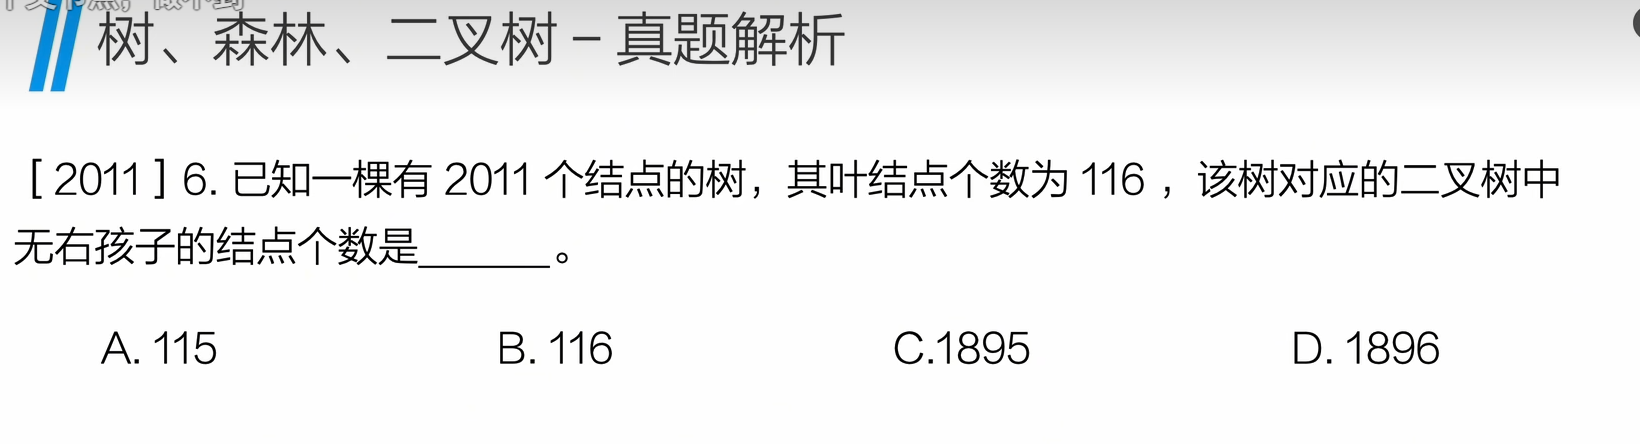 树、森林、二叉树 – 真题解析
[ 2011 ] 6. 已知一棵有 2011 个结点的树，其叶结点个数为 116 ，该树对应的二叉树中
无右孩子的结点个数是______。
A. 115 B. 116 C.1895 D. 1896